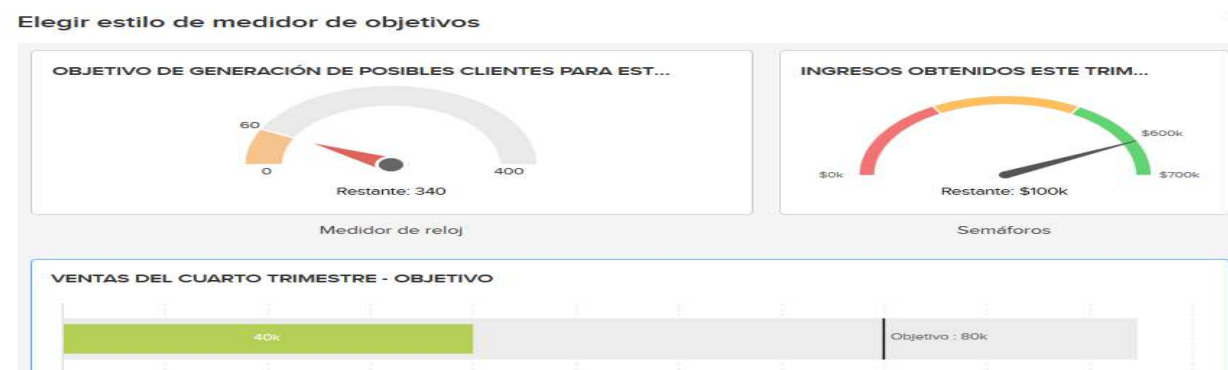 Elegir estilo de medidor de objetivos
OBJETIVO DE GENERACIÓN DE POSIBLES CLIENTES PARA EST...
60
0
400
Restante: 340
Medidor de reloj
INGRESOS OBTENIDOS ESTE TRIM...
$600k
$0k
$700k
Restante: $100k
Semáforos
VENTAS DEL CUARTO TRIMESTRE - OBJETIVO
40k
Objetivo : 80k